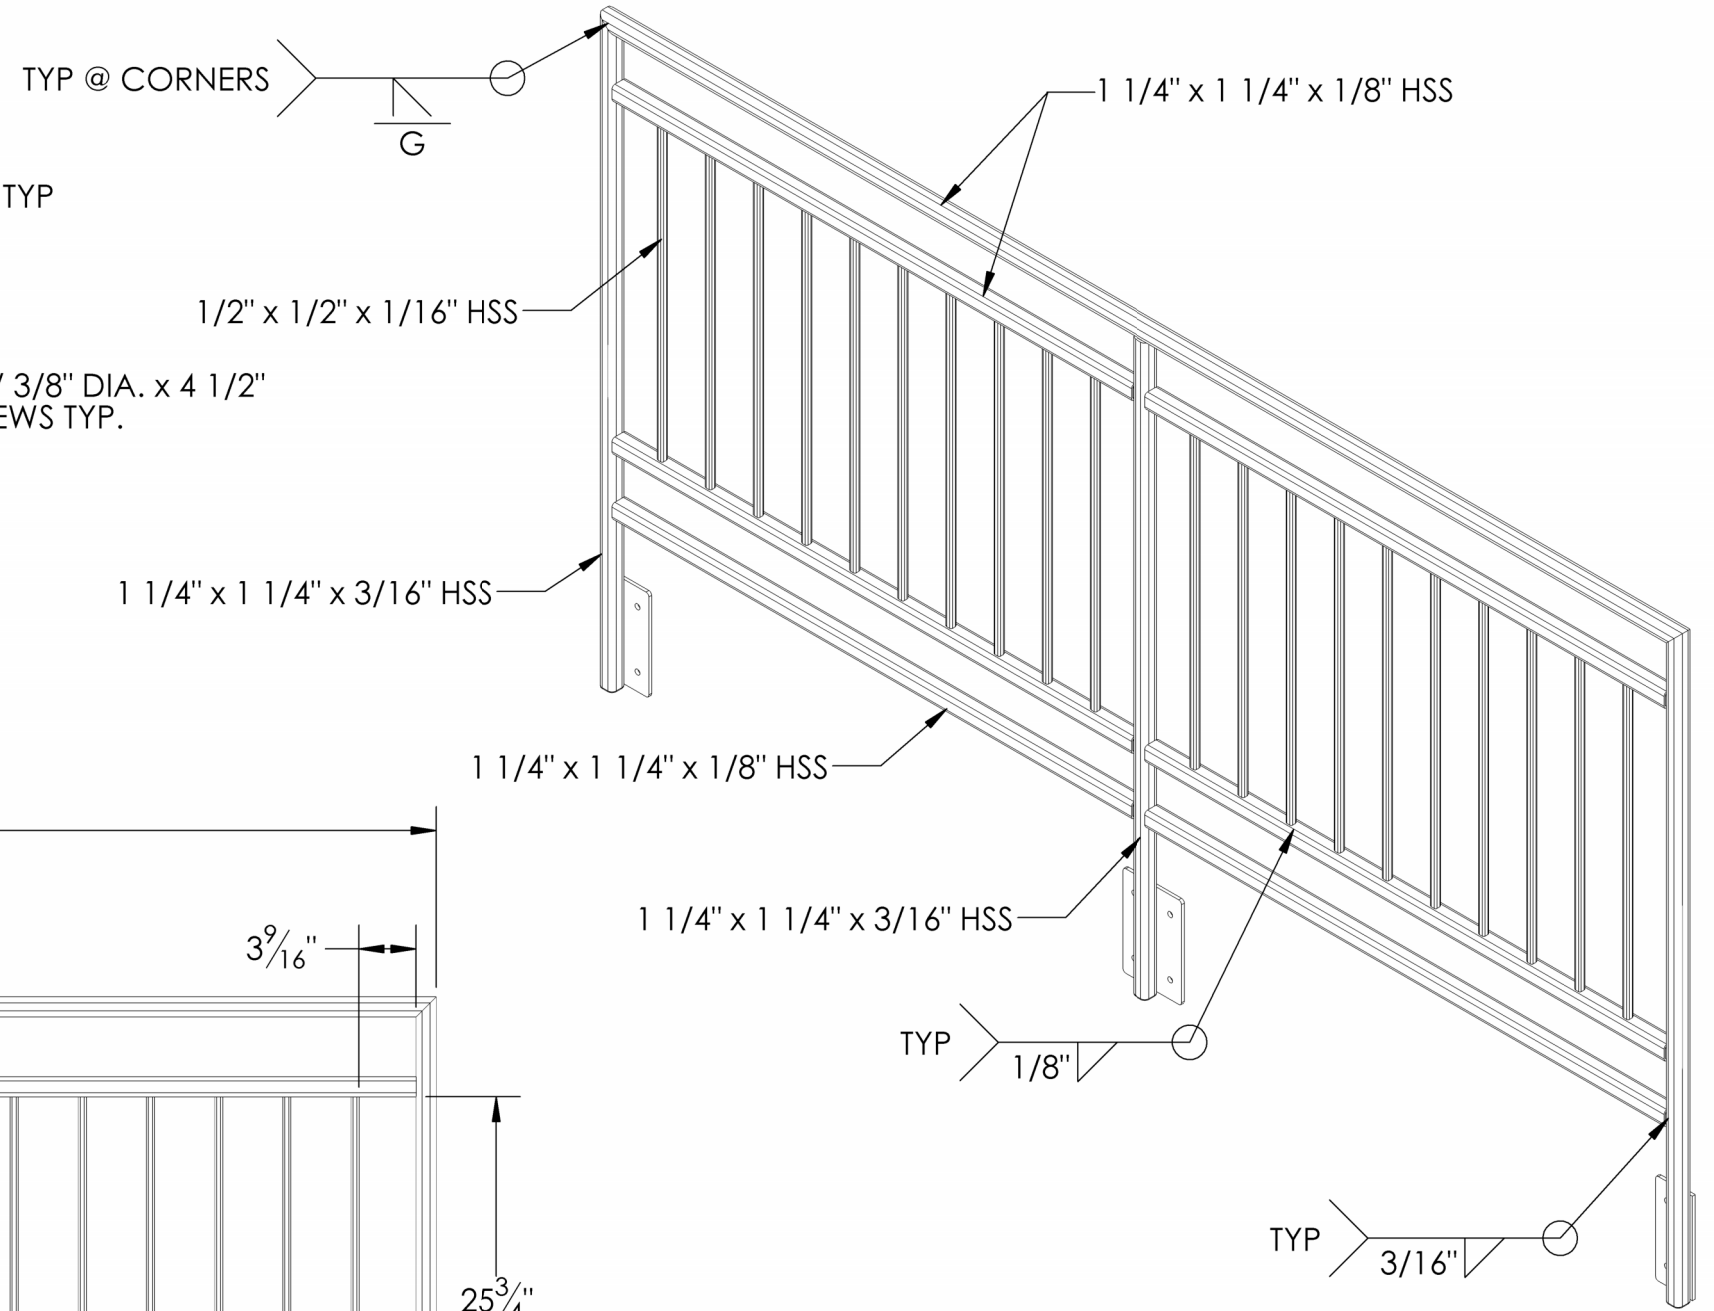 TYP @ CORNERS
G
1 1/4" x 1 1/4" x 1/8" HSS
TYP
1/2" x 1/2" x 1/16" HSS
3/8" DIA. x 4 1/2"
TYP.
1 1/4" x 1 1/4" x 3/16" HSS
1 1/4" x 1 1/4" x 1/8" HSS
1 1/4" x 1 1/4" x 3/16" HSS
3 9/16"
TYP
1/8"
TYP
3/16"
25 3/4"